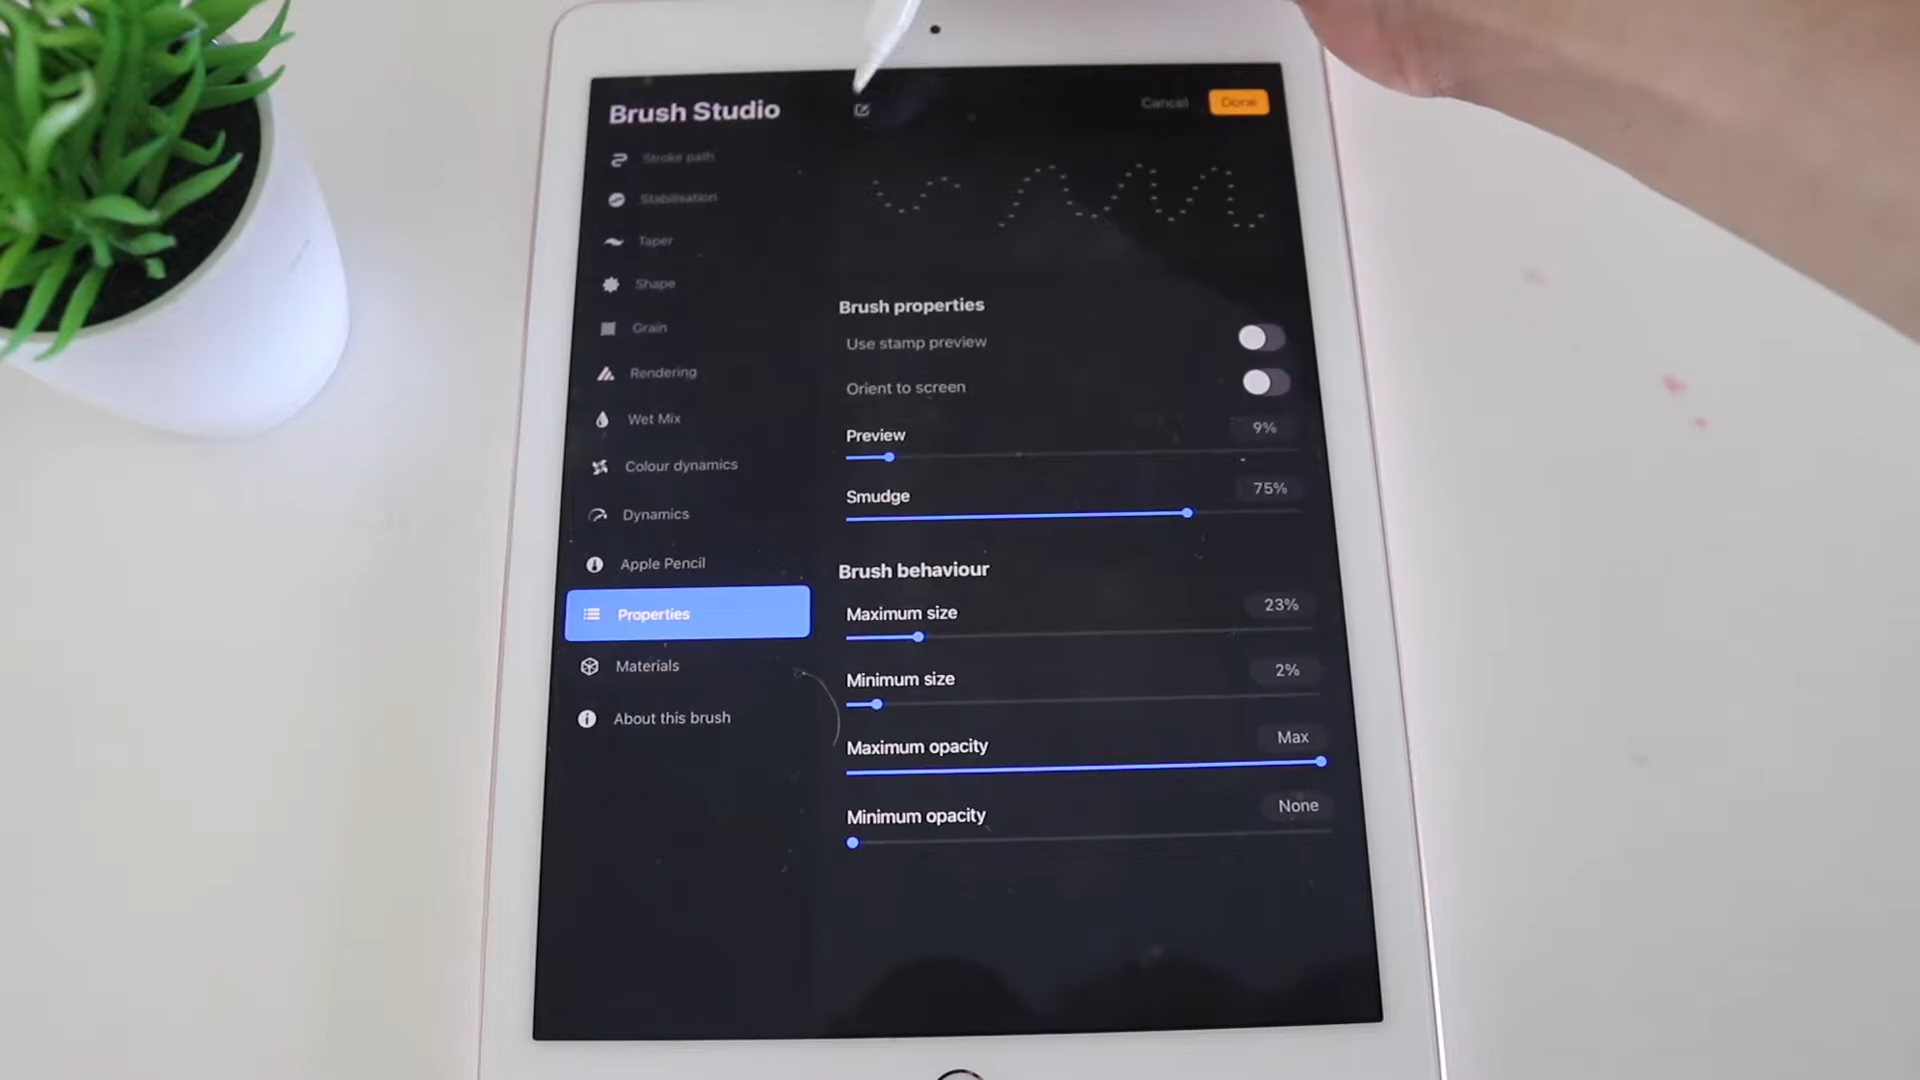 Brush Studio
Cancel
Done
Stroke path
Stabilisation
Taper
Shape
Grain
Rendering
Wet Mix
Colour dynamics
Dynamics
Apple Pencil
Properties
Materials
About this brush
Brush properties
Use stamp preview
Orient to screen
Preview
9%
Smudge
75%
Brush behaviour
Maximum size
23%
Minimum size
2%
Maximum opacity
Max
Minimum opacity
None